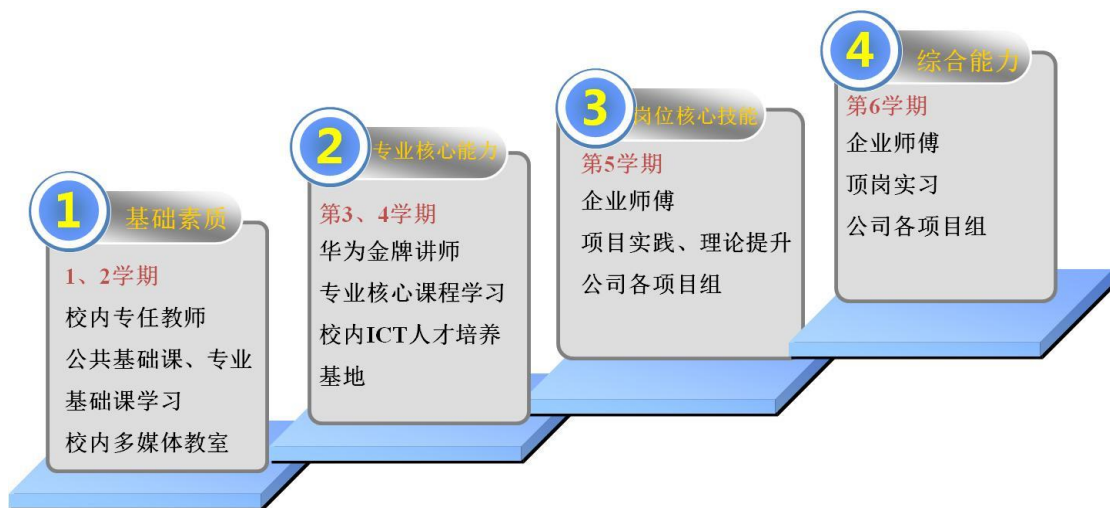 1
基础素质
1、2学期
校内专任教师
公共基础课、专业
基础课学习
校内多媒体教室
2
专业核心能力
第3、4学期
华为金牌讲师
专业核心课程学习
校内ICT人才培养
基地
3
岗位核心技能
第5学期
企业师傅
项目实践、理论提升
公司各项目组
4
综合能力
第6学期
企业师傅
顶岗实习
公司各项目组